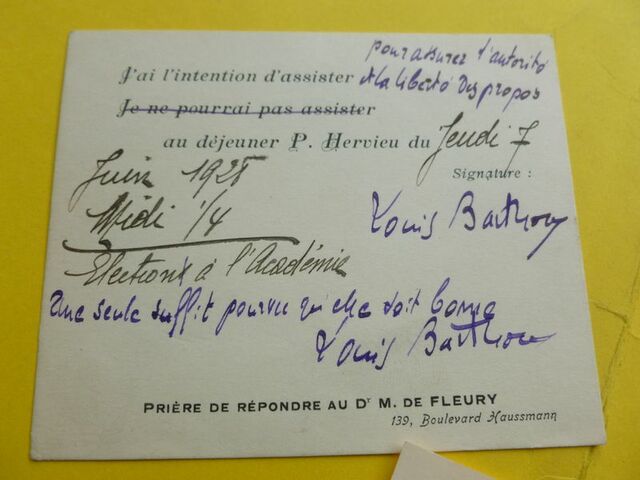 pour assurer l'autorité
J'ai l'intention d'assister et la liberté des propos
Je ne pourrai pas assister
au déjeuner P. Hervieu du Jeudi 7
Juin 1928
Signature :
Midi 1/4
Louis Barthou
Elections à l'Académie
Une seule suffit pourvu qu'elle soit bonne
Louis Barthou
PRIÈRE DE RÉPONDRE AU Dr M. DE FLEURY
139, Boulevard Haussmann